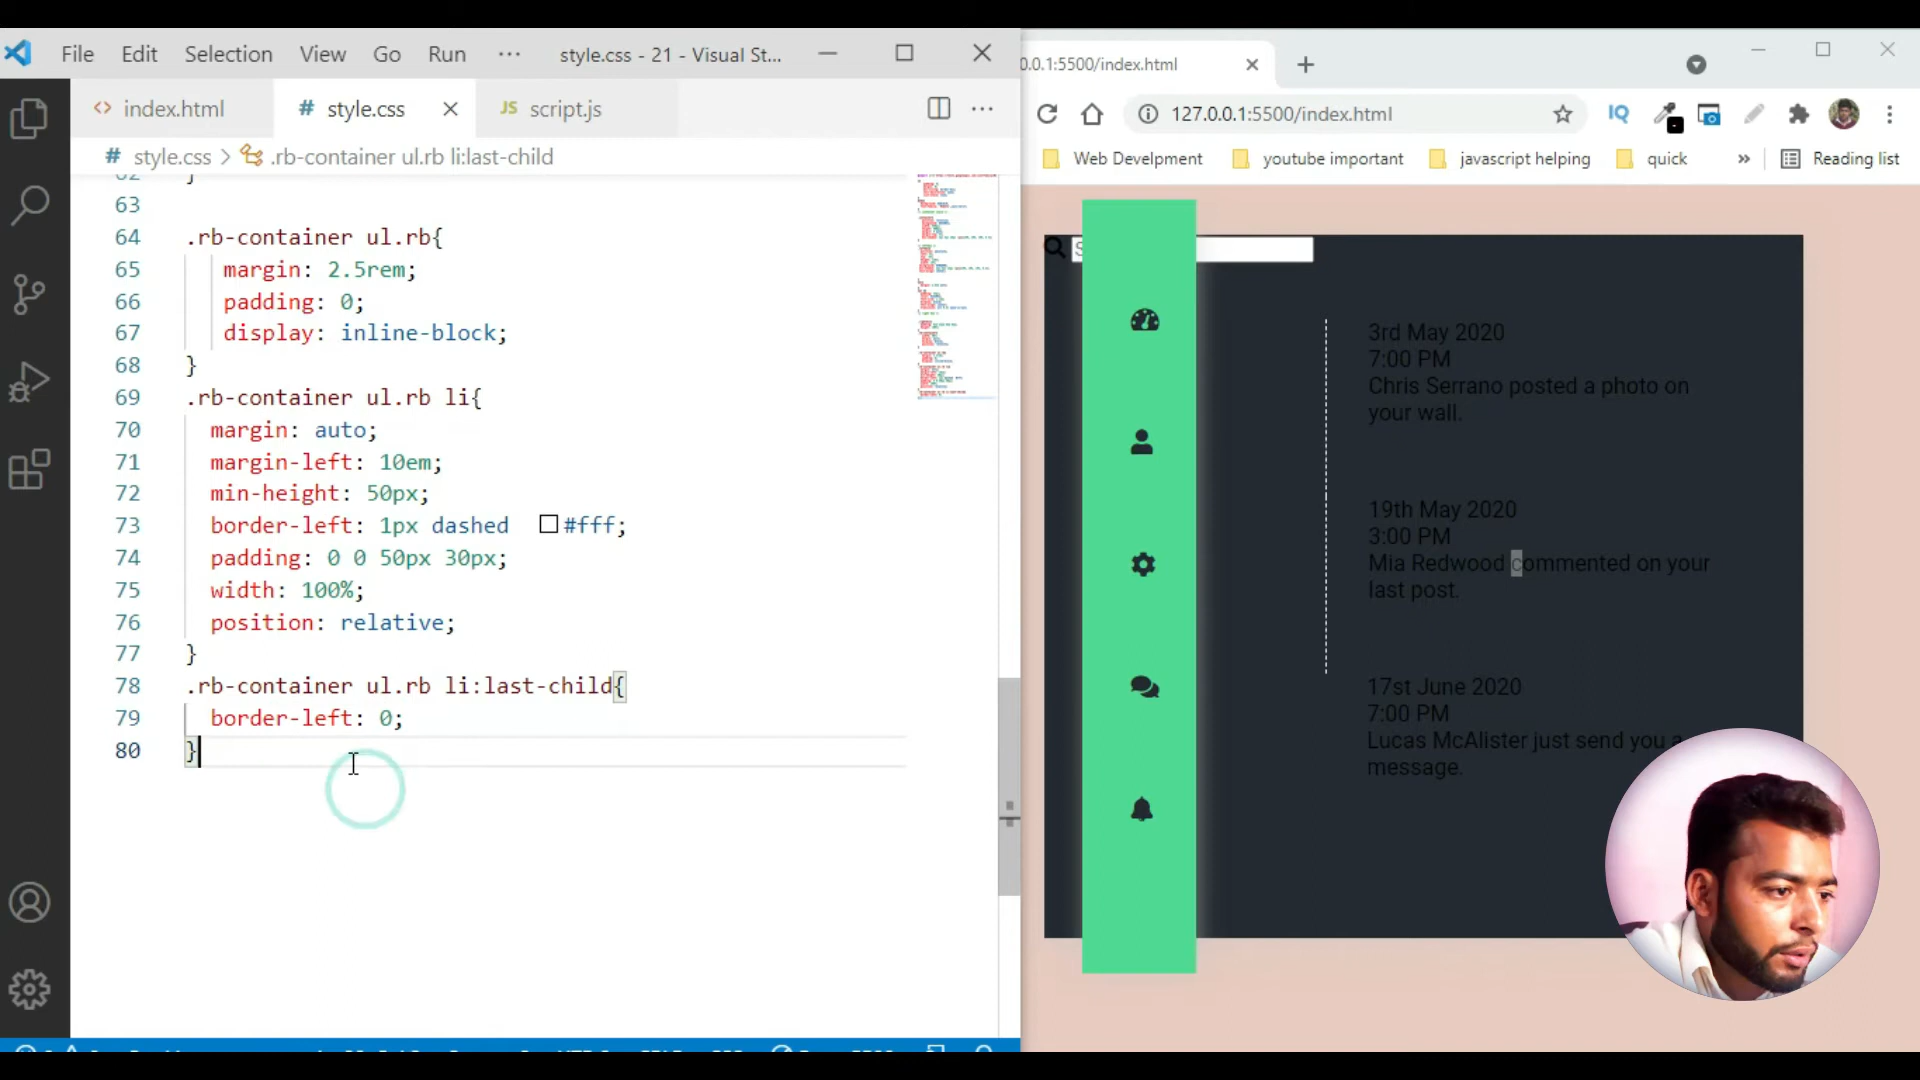 File Edit Selection View Go Run ··· style.css - 21 - Visual St...
index.html # style.css JS script.js ···
# style.css > .rb-container ul.rb li:last-child
62 }
63
64 .rb-container ul.rb{
65 margin: 2.5rem;
66 padding: 0;
67 display: inline-block;
68 }
69 .rb-container ul.rb li{
70 margin: auto;
71 margin-left: 10em;
72 min-height: 50px;
73 border-left: 1px dashed #fff;
74 padding: 0 0 50px 30px;
75 width: 100%;
76 position: relative;
77 }
78 .rb-container ul.rb li:last-child{
79 border-left: 0;
80 }
0.0.1:5500/index.html
127.0.0.1:5500/index.html
IQ
Web Develpment youtube important javascript helping quick » Reading list
3rd May 2020
7:00 PM
Chris Serrano posted a photo on
your wall.
19th May 2020
3:00 PM
Mia Redwood commented on your
last post.
17st June 2020
7:00 PM
Lucas McAlister just send you a
message.